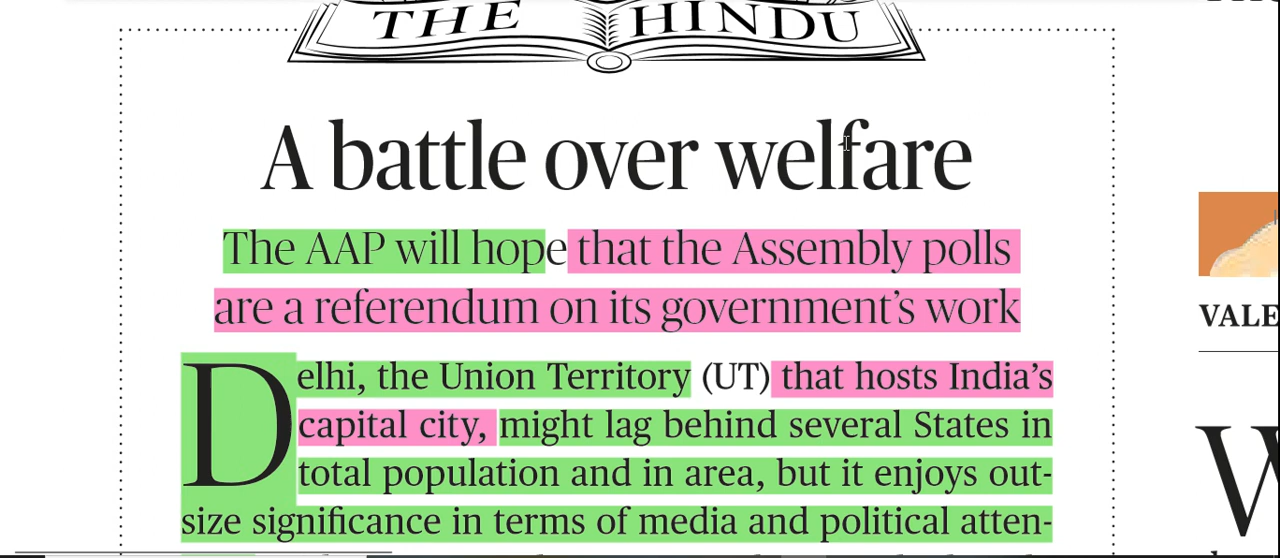 THE HINDU
A battle over welfare
The AAP will hope that the Assembly polls
are a referendum on its government's work
Delhi, the Union Territory (UT) that hosts India's
capital city, might lag behind several States in
total population and in area, but it enjoys out-
size significance in terms of media and political atten-
VALE
W